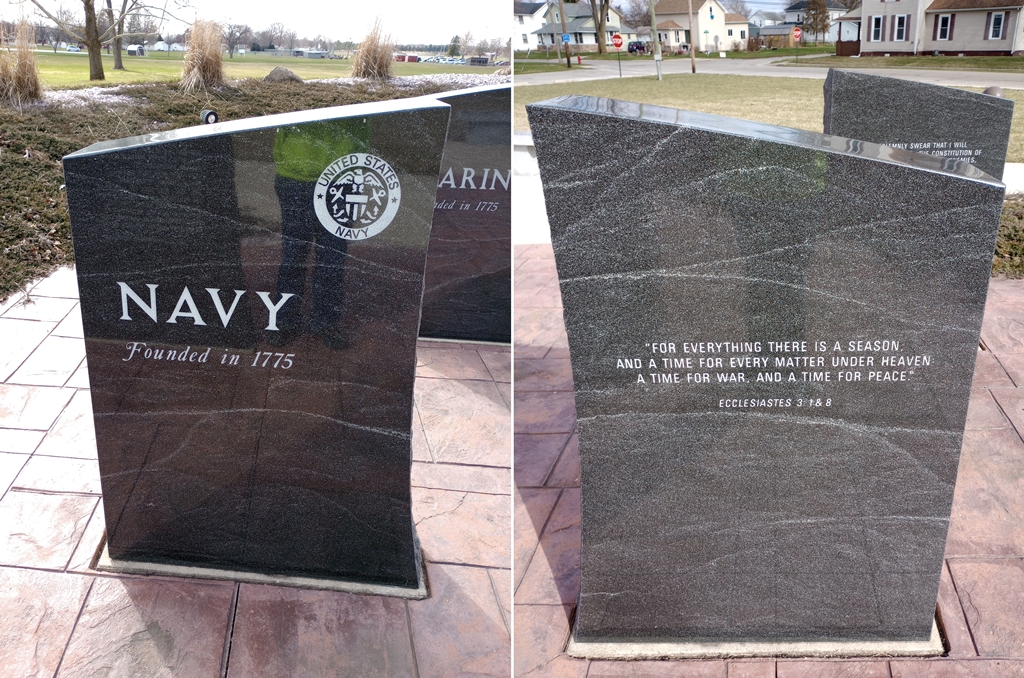 UNITED STATES
NAVY
NAVY
Founded in 1775
ARIN
ded in 1775
"FOR EVERYTHING THERE IS A SEASON,
AND A TIME FOR EVERY MATTER UNDER HEAVEN
A TIME FOR WAR, AND A TIME FOR PEACE."
ECCLESIASTES 3:1 & 8
EMNLY SWEAR THAT I WILL
CONSTITUTION OF